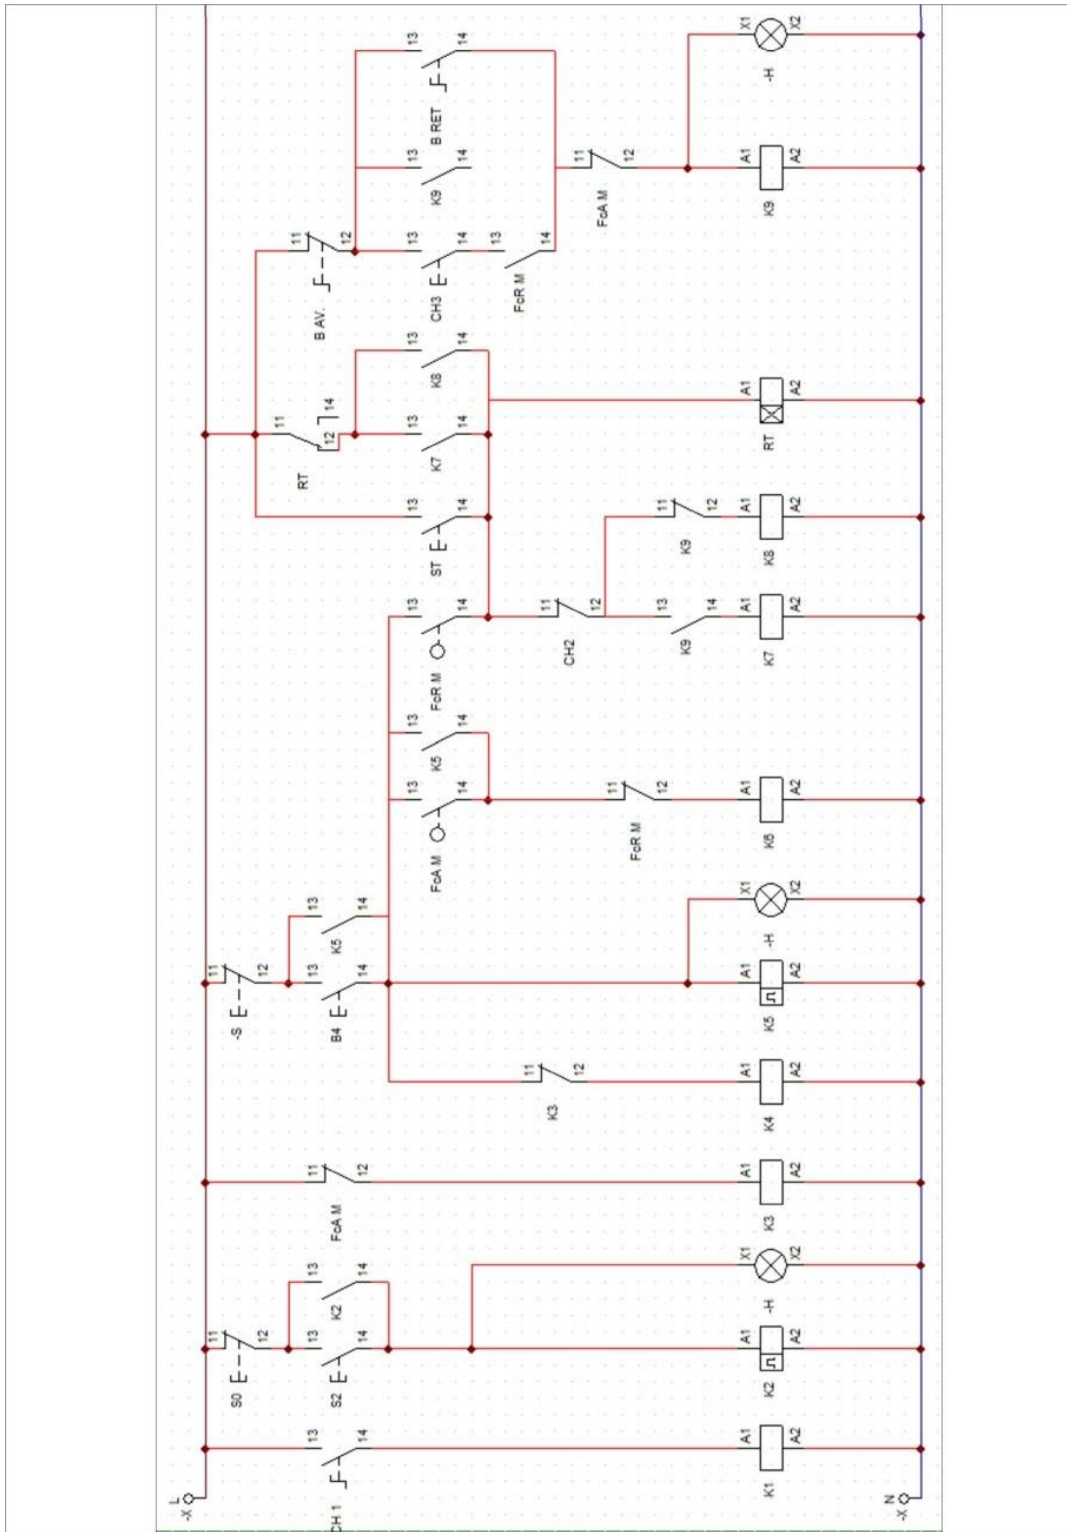 -X L
CH 1
13
14
K1
A1
A2
S0
11
12
S2
13
14
K2
13
14
K2
A1
A2
-H
X1
X2
FcA M
11
12
K3
A1
A2
K3
11
12
K4
A1
A2
-S
11
12
B4
13
14
K5
13
14
K5
A1
A2
-H
X1
X2
FcA M
13
14
K5
13
14
FcR M
11
12
K6
A1
A2
FcR M
13
14
CH2
11
12
K9
13
14
K7
A1
A2
ST
13
14
K9
11
12
K8
A1
A2
RT
11
12
14
K7
13
14
K8
13
14
RT
A1
A2
B AV.
11
12
CH3
13
14
FcR M
13
14
K9
13
14
B RET
13
14
FcA M
11
12
K9
A1
A2
-H
X1
X2
-X N